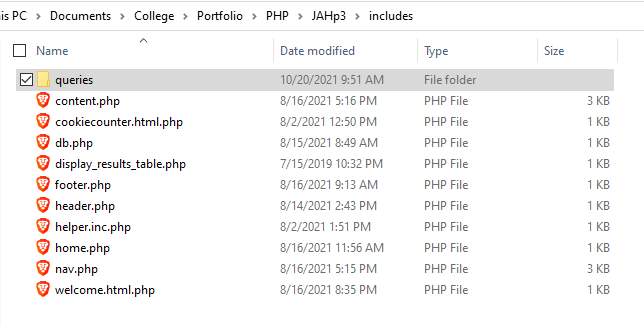 is PC > Documents > College > Portfolio > PHP > JAHp3 > includes
Name Date modified Type Size
queries 10/20/2021 9:51 AM File folder
content.php 8/16/2021 5:16 PM PHP File 3 KB
cookiecounter.html.php 8/2/2021 12:50 PM PHP File 1 KB
db.php 8/15/2021 8:49 AM PHP File 1 KB
display_results_table.php 7/15/2019 10:32 PM PHP File 1 KB
footer.php 8/16/2021 9:13 AM PHP File 1 KB
header.php 8/14/2021 2:43 PM PHP File 1 KB
helper.inc.php 8/2/2021 1:51 PM PHP File 1 KB
home.php 8/16/2021 11:56 AM PHP File 1 KB
nav.php 8/16/2021 5:15 PM PHP File 3 KB
welcome.html.php 8/16/2021 8:35 PM PHP File 1 KB